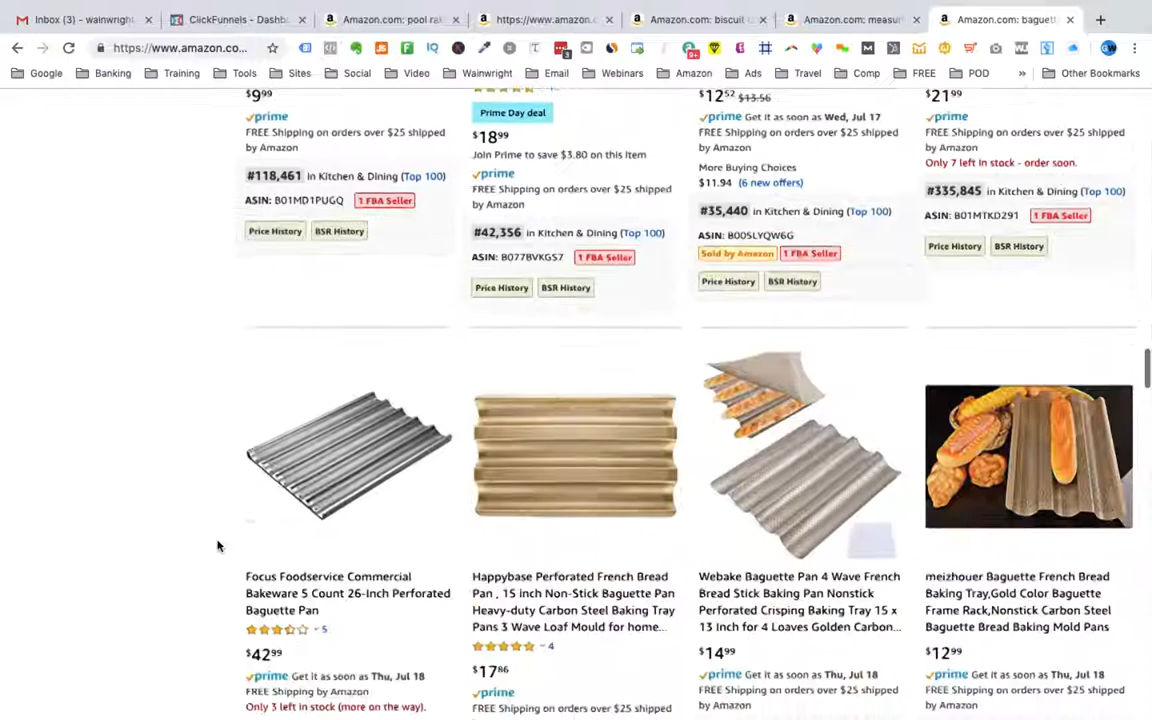 Inbox (3) - wainwright
ClickFunnels - Dashb
Amazon.com: pool ra
https://www.amazon.c
Amazon.com: biscuit c
Amazon.com: measuri
Amazon.com: baguett
https://www.amazon.co...
Google
Banking
Training
Tools
Sites
Social
Video
Wainwright
Email
Webinars
Amazon
Ads
Travel
Comp
FREE
POD
»
Other Bookmarks
$9.99
prime
FREE Shipping on orders over $25 shipped
by Amazon
#118,461 in Kitchen & Dining (Top 100)
ASIN: B01MD1PUGQ 1 FBA Seller
Price History BSR History
Prime Day deal
$18.99
Join Prime to save $3.80 on this item
prime
FREE Shipping on orders over $25 shipped
by Amazon
#42,356 in Kitchen & Dining (Top 100)
ASIN: B077BVKGS7 1 FBA Seller
Price History BSR History
$12.52 $13.56
prime Get it as soon as Wed, Jul 17
FREE Shipping on orders over $25 shipped
by Amazon
More Buying Choices
$11.94 (6 new offers)
#35,440 in Kitchen & Dining (Top 100)
ASIN: B005LYQW6G
Sold by Amazon 1 FBA Seller
Price History BSR History
$21.99
prime
FREE Shipping on orders over $25 shipped
by Amazon
Only 7 left in stock - order soon.
#335,845 in Kitchen & Dining (Top 100)
ASIN: B01MTKD291 1 FBA Seller
Price History BSR History
Focus Foodservice Commercial
Bakeware 5 Count 26-Inch Perforated
Baguette Pan
5
$42.99
prime Get it as soon as Thu, Jul 18
FREE Shipping by Amazon
Only 3 left in stock (more on the way).
Happybase Perforated French Bread
Pan , 15 inch Non-Stick Baguette Pan
Heavy-duty Carbon Steel Baking Tray
Pans 3 Wave Loaf Mould for home...
4
$17.86
prime
FREE Shipping on orders over $25 shipped
Webake Baguette Pan 4 Wave French
Bread Stick Baking Pan Nonstick
Perforated Crisping Baking Tray 15 x
13 Inch for 4 Loaves Golden Carbon...
$14.99
prime Get it as soon as Thu, Jul 18
FREE Shipping on orders over $25 shipped
by Amazon
meizhouer Baguette French Bread
Baking Tray,Gold Color Baguette
Frame Rack,Nonstick Carbon Steel
Baguette Bread Baking Mold Pans
$12.99
prime Get it as soon as Thu, Jul 18
FREE Shipping on orders over $25 shipped
by Amazon